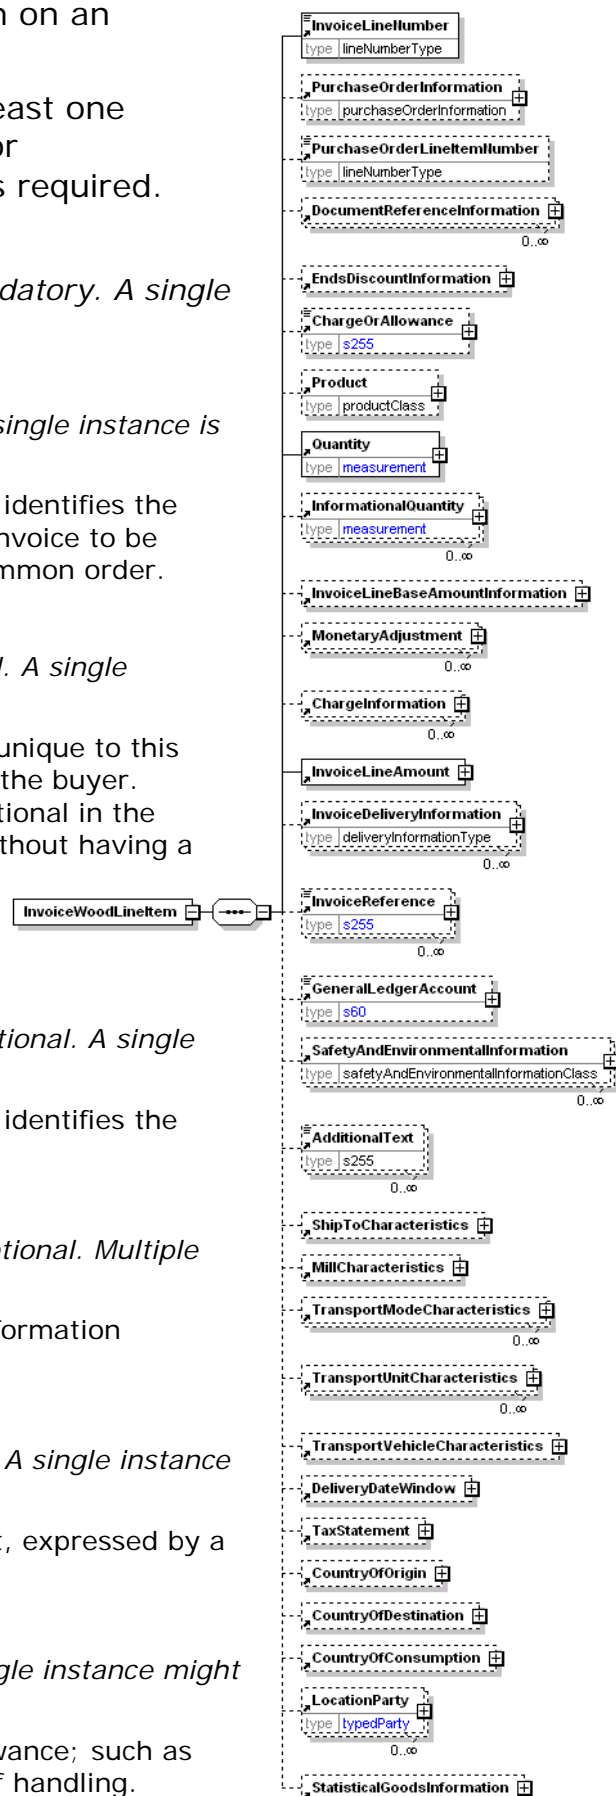 n on an
east one
or
s required.
datory. A single
single instance is
identifies the
nvoice to be
mmon order.
l. A single
unique to this
the buyer.
tional in the
thout having a
tional. A single
identifies the
otional. Multiple
formation
A single instance
t, expressed by a
gle instance might
wance; such as
f handling.
InvoiceWoodLineItem
InvoiceLineNumber
type lineNumberType
PurchaseOrderInformation
type purchaseOrderInformation
PurchaseOrderLineItemNumber
type lineNumberType
DocumentReferenceInformation
0..∞
EndsDiscountInformation
ChargeOrAllowance
type s255
Product
type productClass
Quantity
type measurement
InformationalQuantity
type measurement
0..∞
InvoiceLineBaseAmountInformation
MonetaryAdjustment
0..∞
ChargeInformation
0..∞
InvoiceLineAmount
InvoiceDeliveryInformation
type deliveryInformationType
0..∞
InvoiceReference
type s255
0..∞
GeneralLedgerAccount
type s60
SafetyAndEnvironmentalInformation
type safetyAndEnvironmentalInformationClass
0..∞
AdditionalText
type s255
0..∞
ShipToCharacteristics
MillCharacteristics
TransportModeCharacteristics
0..∞
TransportUnitCharacteristics
0..∞
TransportVehicleCharacteristics
DeliveryDateWindow
TaxStatement
CountryOfOrigin
CountryOfDestination
CountryOfConsumption
LocationParty
type typedParty
0..∞
StatisticalGoodsInformation